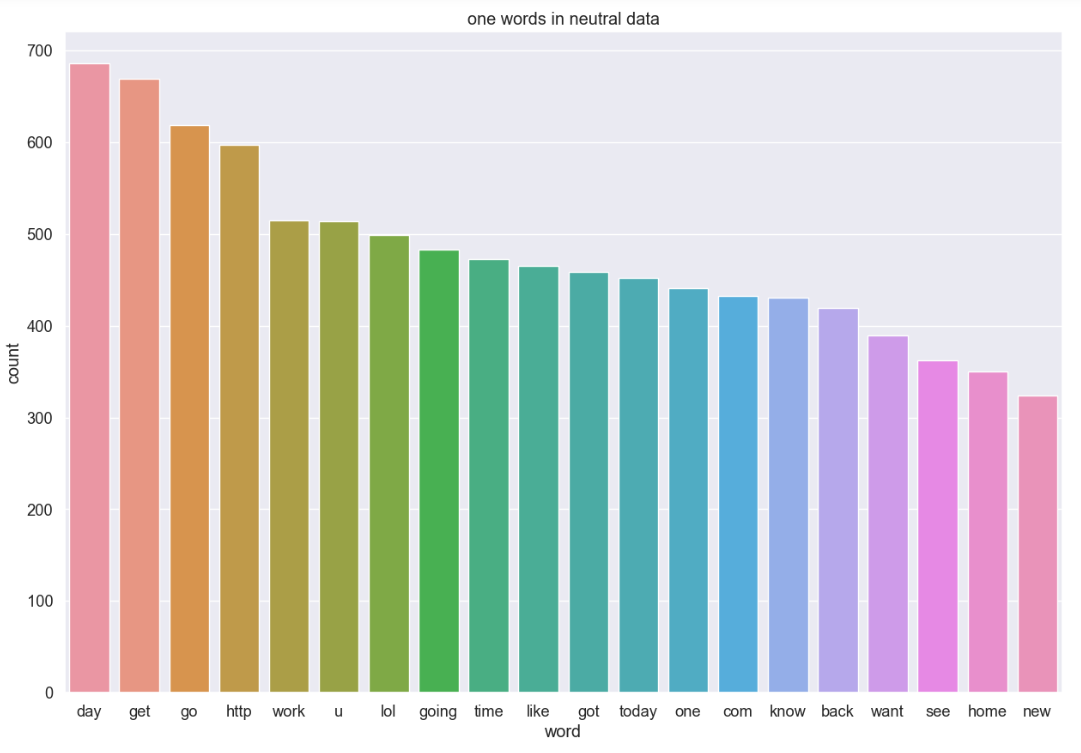 one words in neutral data
700
600
500
400
300
200
100
0
count
day get go http work u lol going time like got today one com know back want see home new
word